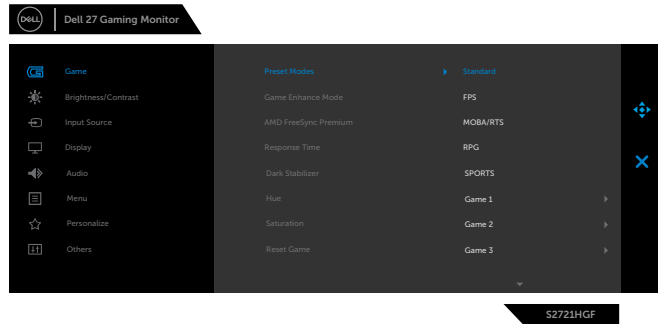 DELL
Dell 27 Gaming Monitor
Game Preset Modes Standard
Brightness/Contrast Game Enhance Mode FPS
Input Source AMD FreeSync Premium MOBA/RTS
Display Response Time RPG
Audio Dark Stabilizer SPORTS
Menu Hue Game 1
Personalize Saturation Game 2
Others Reset Game Game 3
S2721HGF